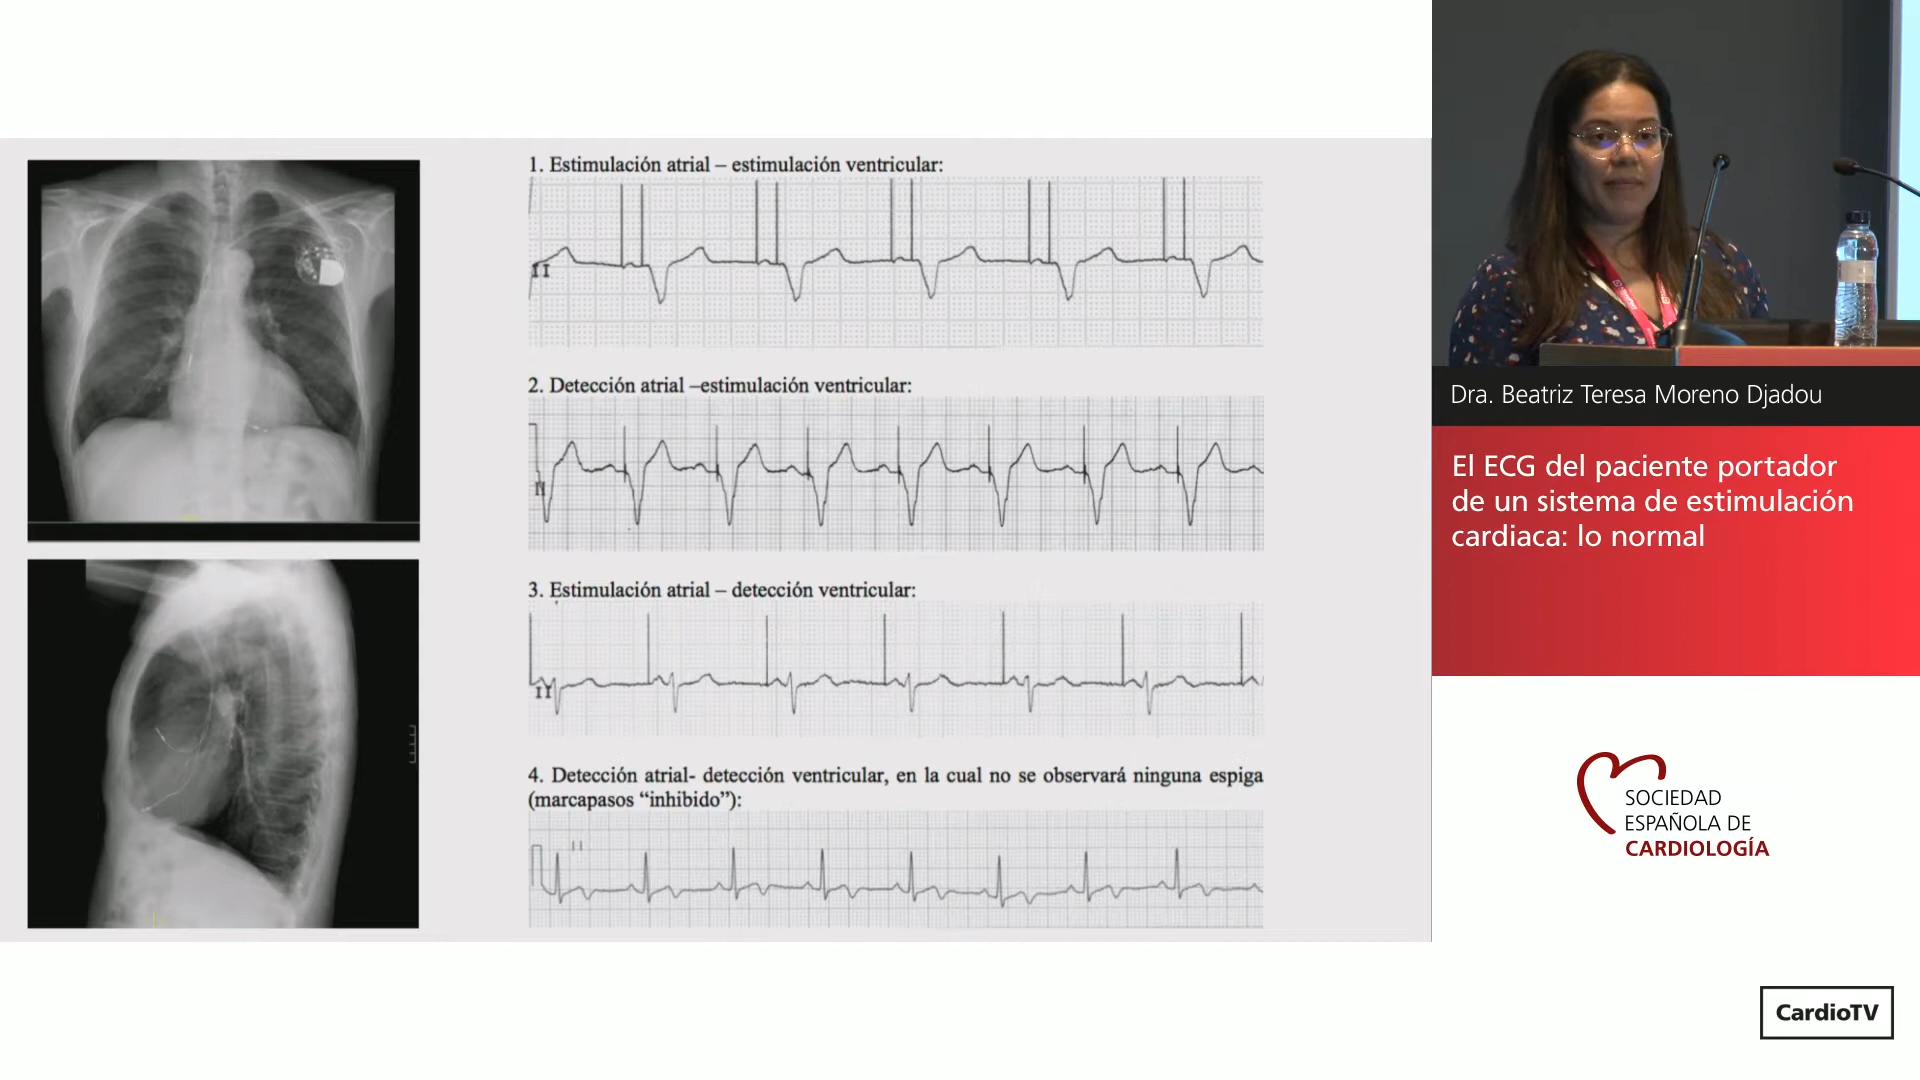 1. Estimulación atrial – estimulación ventricular:
II
2. Detección atrial –estimulación ventricular:
II
3. Estimulación atrial – detección ventricular:
II
4. Detección atrial- detección ventricular, en la cual no se observará ninguna espiga
(marcapasos “inhibido”):
II
Dra. Beatriz Teresa Moreno Djadou
El ECG del paciente portador
de un sistema de estimulación
cardiaca: lo normal
SOCIEDAD
ESPAÑOLA DE
CARDIOLOGÍA
CardioTV